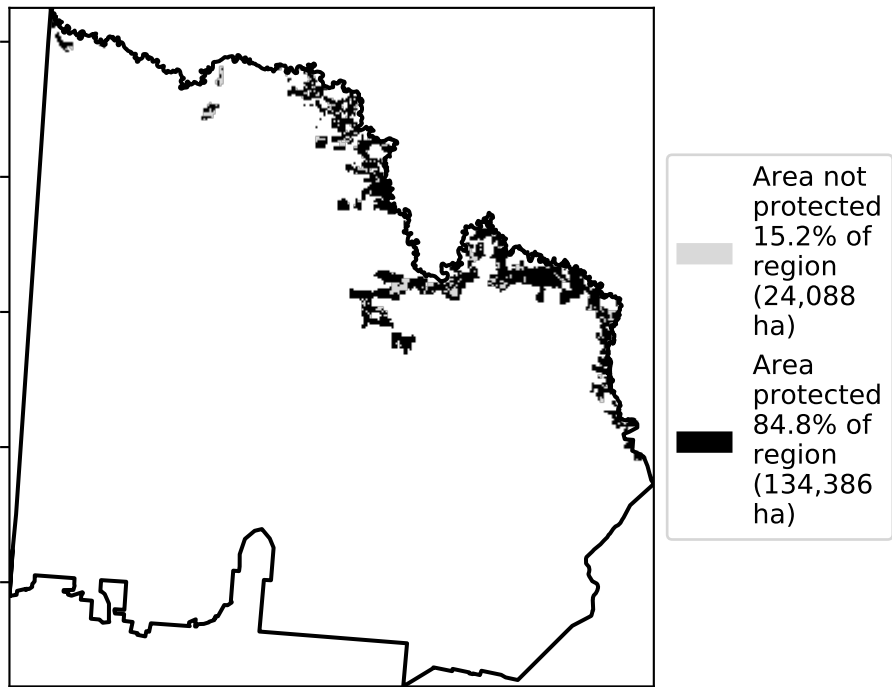 Area not
protected
15.2% of
region
(24,088
ha)
Area
protected
84.8% of
region
(134,386
ha)